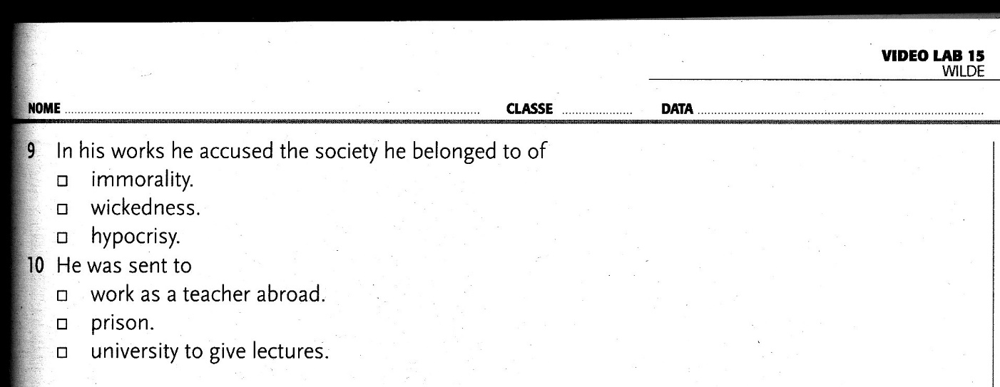 VIDEO LAB 15
WILDE
NOME ........ CLASSE ........ DATA ........
9 In his works he accused the society he belonged to of
□ immorality.
□ wickedness.
□ hypocrisy.
10 He was sent to
□ work as a teacher abroad.
□ prison.
□ university to give lectures.